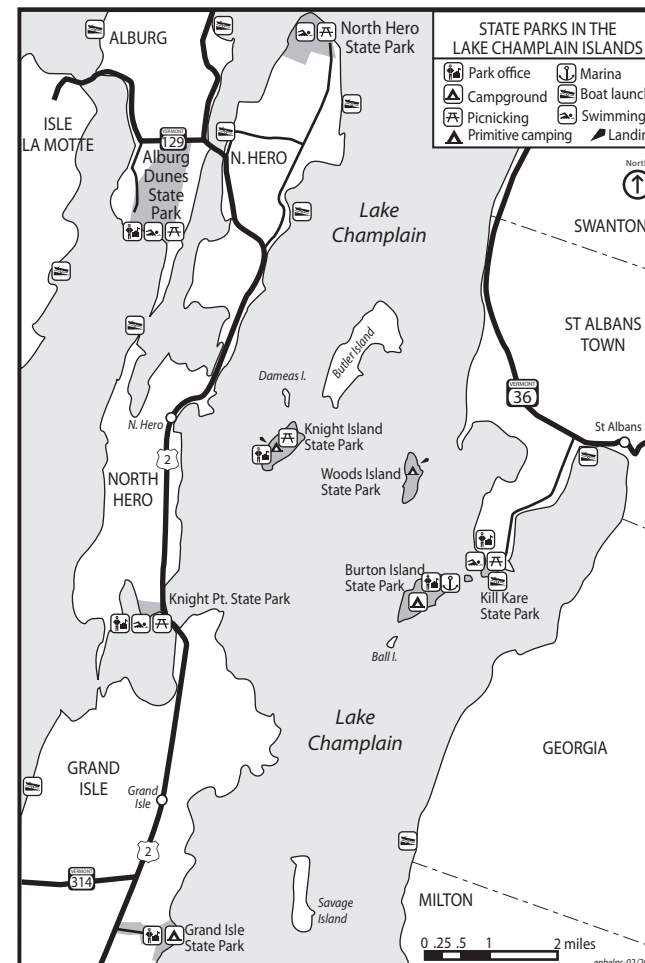 ALBURG
North Hero
State Park
STATE PARKS IN THE
LAKE CHAMPLAIN ISLANDS
Park office
Marina
Campground
Boat launch
Picnicking
Swimming
Primitive camping
Landin
ISLE
LA MOTTE
VERMONT
129
Alburg
Dunes
State
Park
N. HERO
North
Lake
Champlain
SWANTON
ST ALBANS
TOWN
Butler Island
Dameas I.
VERMONT
36
N. Hero
St Albans
Knight Island
State Park
2
Woods Island
State Park
NORTH
HERO
Burton Island
State Park
Knight Pt. State Park
Kill Kare
State Park
Ball I.
Lake
Champlain
GEORGIA
GRAND
ISLE
Grand
Isle
2
VERMONT
314
Savage
Island
MILTON
Grand Isle
State Park
0 .25 .5 1 2 miles